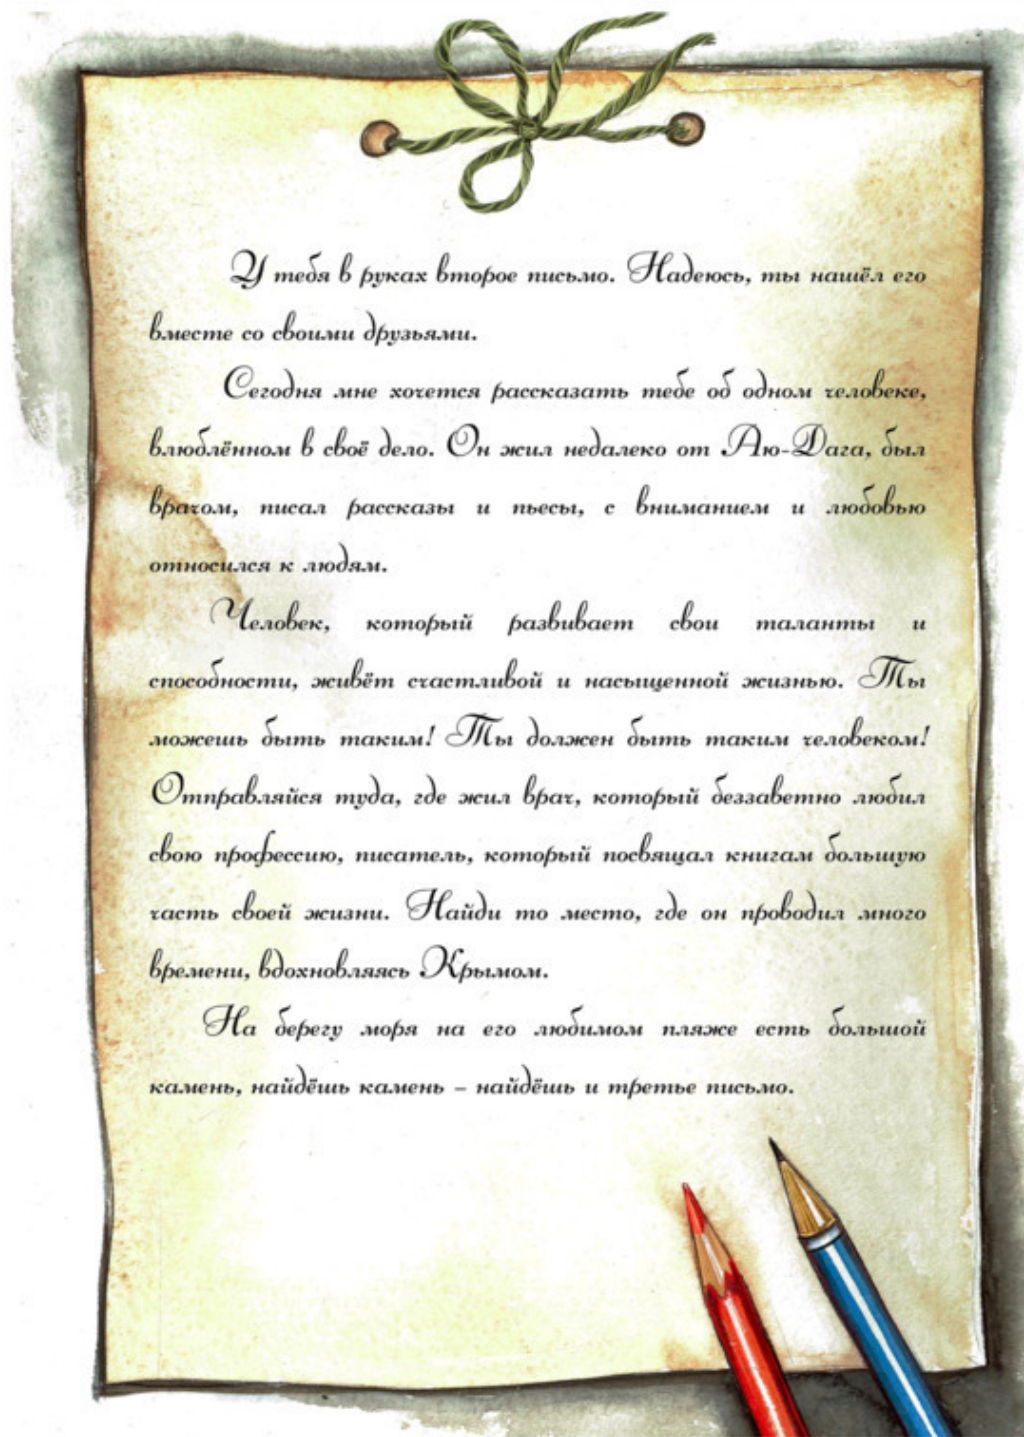 У тебя в руках второе письмо. Надеюсь, ты нашёл его
вместе со своими друзьями.
Сегодня мне хочется рассказать тебе об одном человеке,
влюблённом в своё дело. Он жил недалеко от Аю-Дага, был
врачом, писал рассказы и пьесы, с вниманием и любовью
относился к людям.
Человек, который развивает свои таланты и
способности, живёт счастливой и насыщенной жизнью. Ты
можешь быть таким! Ты должен быть таким человеком!
Отправляйся туда, где жил врач, который беззаветно любил
свою профессию, писатель, который посвящал книгам большую
часть своей жизни. Найди то место, где он проводил много
времени, вдохновляясь Крымом.
На берегу моря на его любимом пляже есть большой
камень, найдёшь камень – найдёшь и третье письмо.